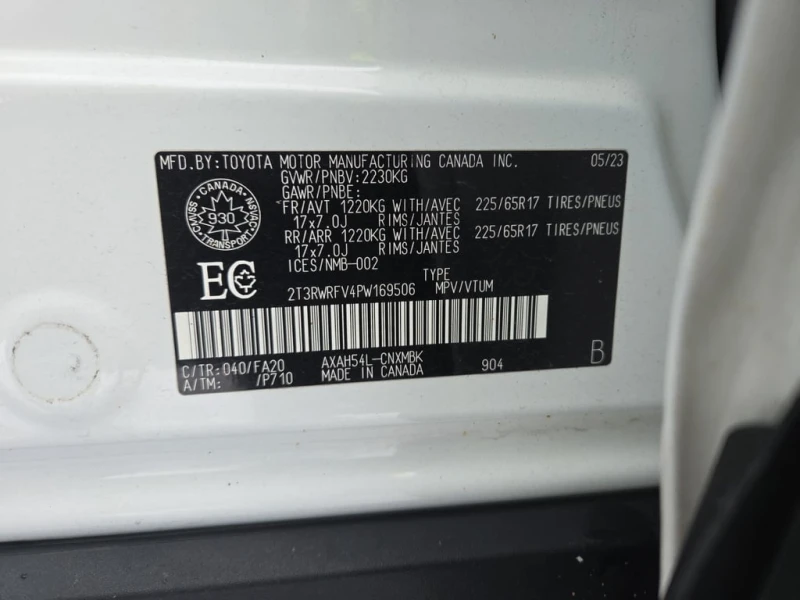 MFD.BY:TOYOTA MOTOR MANUFACTURING CANADA INC. 05/23
GVWR/PNBV:2230KG
GAWR/PNBE:
FR/AVT 1220KG WITH/AVEC 225/65R17 TIRES/PNEUS
17x7.0J RIMS/JANTES
RR/ARR 1220KG WITH/AVEC 225/65R17 TIRES/PNEUS
17x7.0J RIMS/JANTES
ICES/NMB-002
CANADA
930
TRANSPORT
CMVSS
NSVAC
EC
TYPE
2T3RWRFV4PW169506 MPV/VTUM
C/TR:040/FA20 AXAH54L-CNXMBK 904 B
A/TM: /P710 MADE IN CANADA